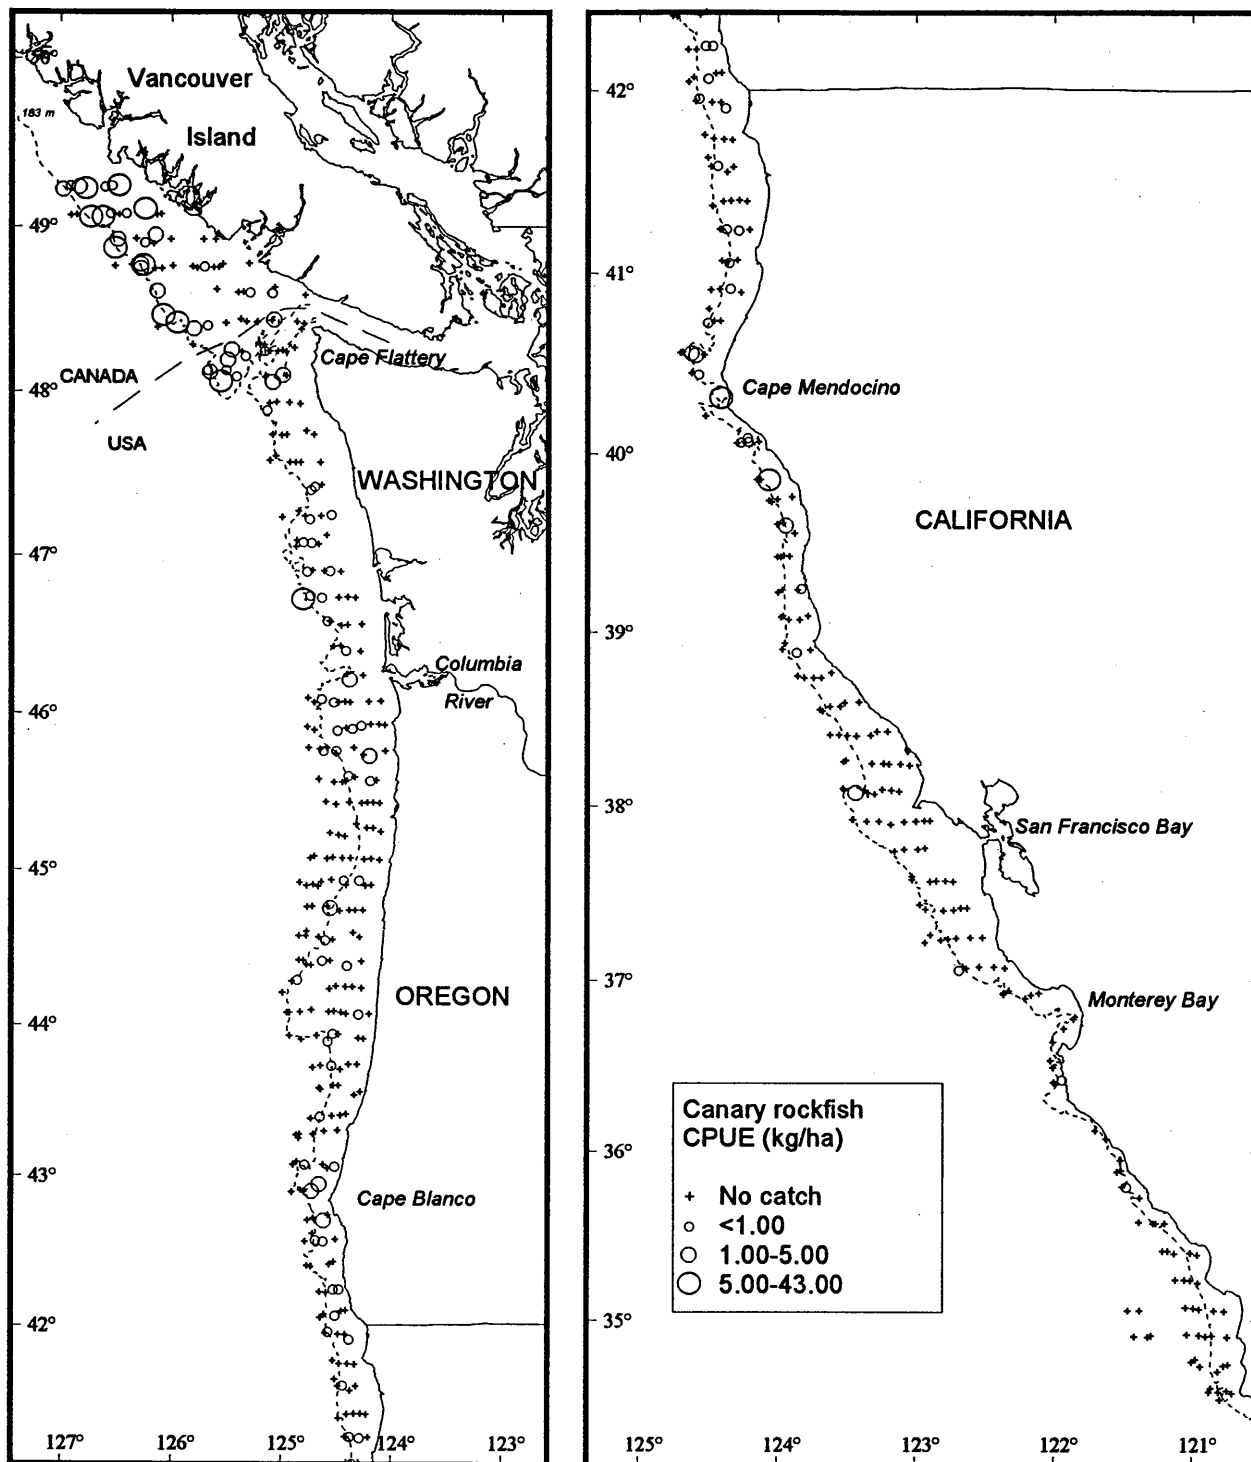 Vancouver
Island
183 m
49°
CANADA
USA
48°
Cape Flattery
WASHINGTON
47°
Columbia
River
46°
45°
OREGON
44°
43°
Cape Blanco
42°
127°
126°
125°
124°
123°
42°
41°
Cape Mendocino
40°
CALIFORNIA
39°
38°
San Francisco Bay
37°
Monterey Bay
36°
35°
Canary rockfish
CPUE (kg/ha)
+ No catch
○ <1.00
○ 1.00-5.00
○ 5.00-43.00
125°
124°
123°
122°
121°